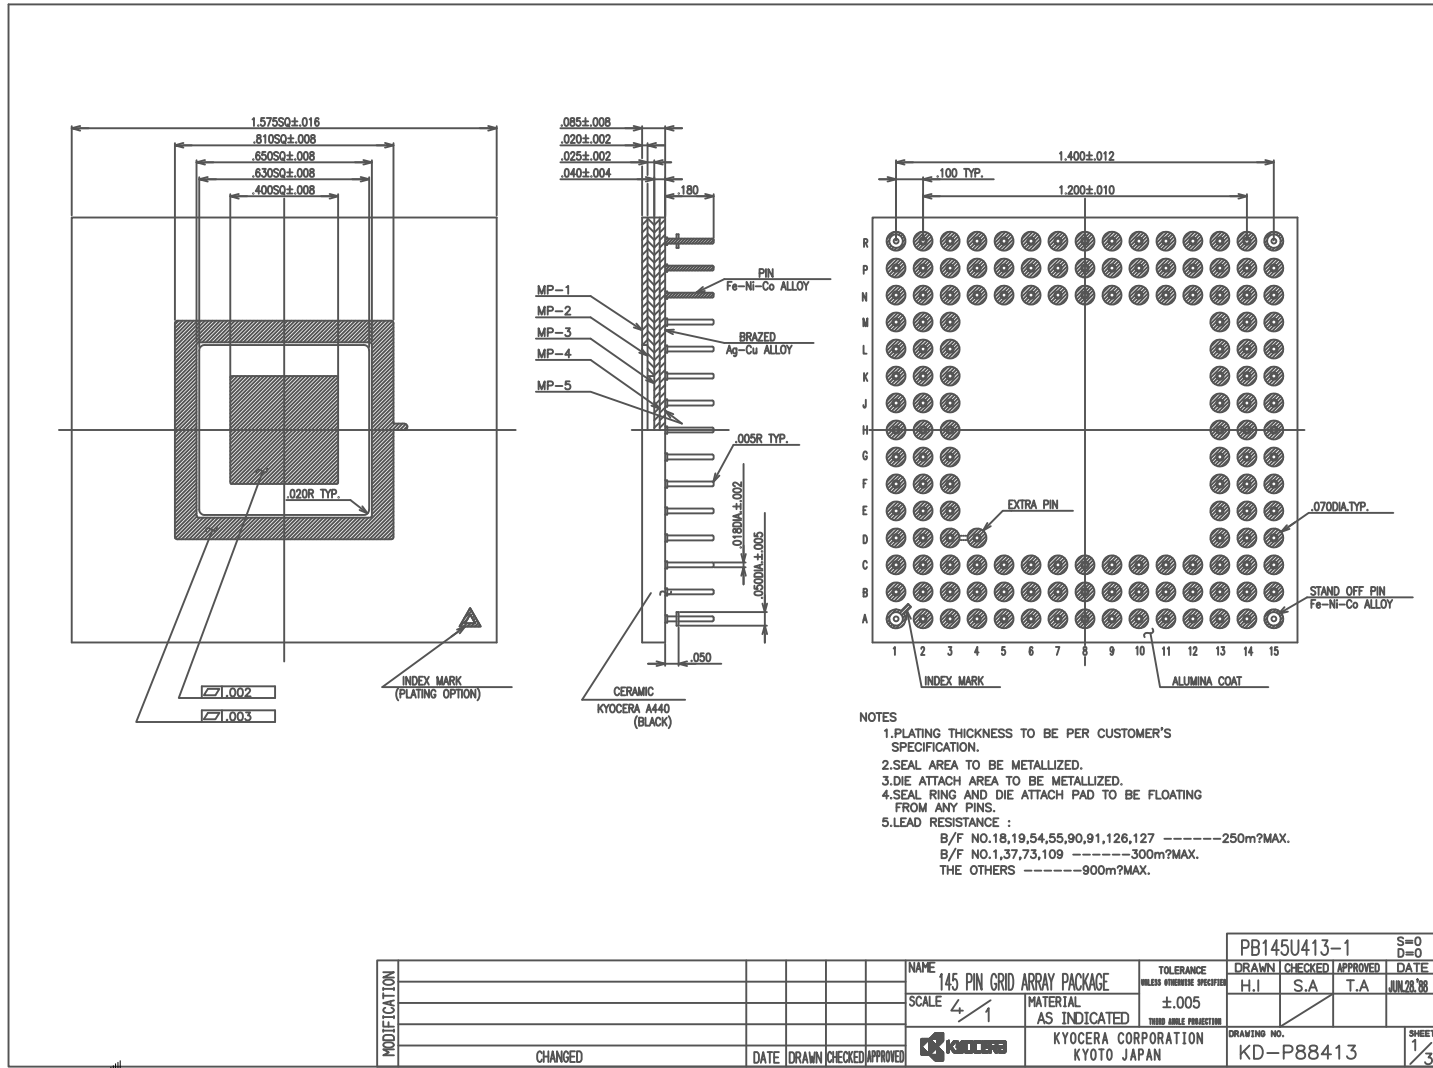 1.575SQ±.016
.810SQ±.008
.650SQ±.008
.630SQ±.008
.400SQ±.008
.020R TYP.
INDEX MARK
(PLATING OPTION)
.002
.003
.085±.008
.020±.002
.025±.002
.040±.004
.180
MP-1
MP-2
MP-3
MP-4
MP-5
PIN
Fe-Ni-Co ALLOY
BRAZED
Ag-Cu ALLOY
.005R TYP.
.018DIA.±.002
.050DIA.±.005
.050
CERAMIC
KYOCERA A440
(BLACK)
1.400±.012
.100 TYP.
1.200±.010
R
P
N
M
L
K
J
H
G
F
E
D
C
B
A
EXTRA PIN
.070DIA.TYP.
STAND OFF PIN
Fe-Ni-Co ALLOY
1 2 3 4 5 6 7 8 9 10 11 12 13 14 15
INDEX MARK
ALUMINA COAT
NOTES
1.PLATING THICKNESS TO BE PER CUSTOMER'S
SPECIFICATION.
2.SEAL AREA TO BE METALLIZED.
3.DIE ATTACH AREA TO BE METALLIZED.
4.SEAL RING AND DIE ATTACH PAD TO BE FLOATING
FROM ANY PINS.
5.LEAD RESISTANCE :
B/F NO.18,19,54,55,90,91,126,127 -------250m?MAX.
B/F NO.1,37,73,109 -------300m?MAX.
THE OTHERS -------900m?MAX.
PB145U413-1 S=0
D=0
MODIFICATION
CHANGED DATE DRAWN CHECKED APPROVED
NAME
145 PIN GRID ARRAY PACKAGE
SCALE 4/1
MATERIAL
AS INDICATED
TOLERANCE
UNLESS OTHERWISE SPECIFIED
±.005
THIRD ANGLE PROJECTION
DRAWN CHECKED APPROVED DATE
H.I S.A T.A JUN.28.'88
KYOCERA
KYOCERA CORPORATION
KYOTO JAPAN
DRAWING NO.
KD-P88413
SHEET
1/3